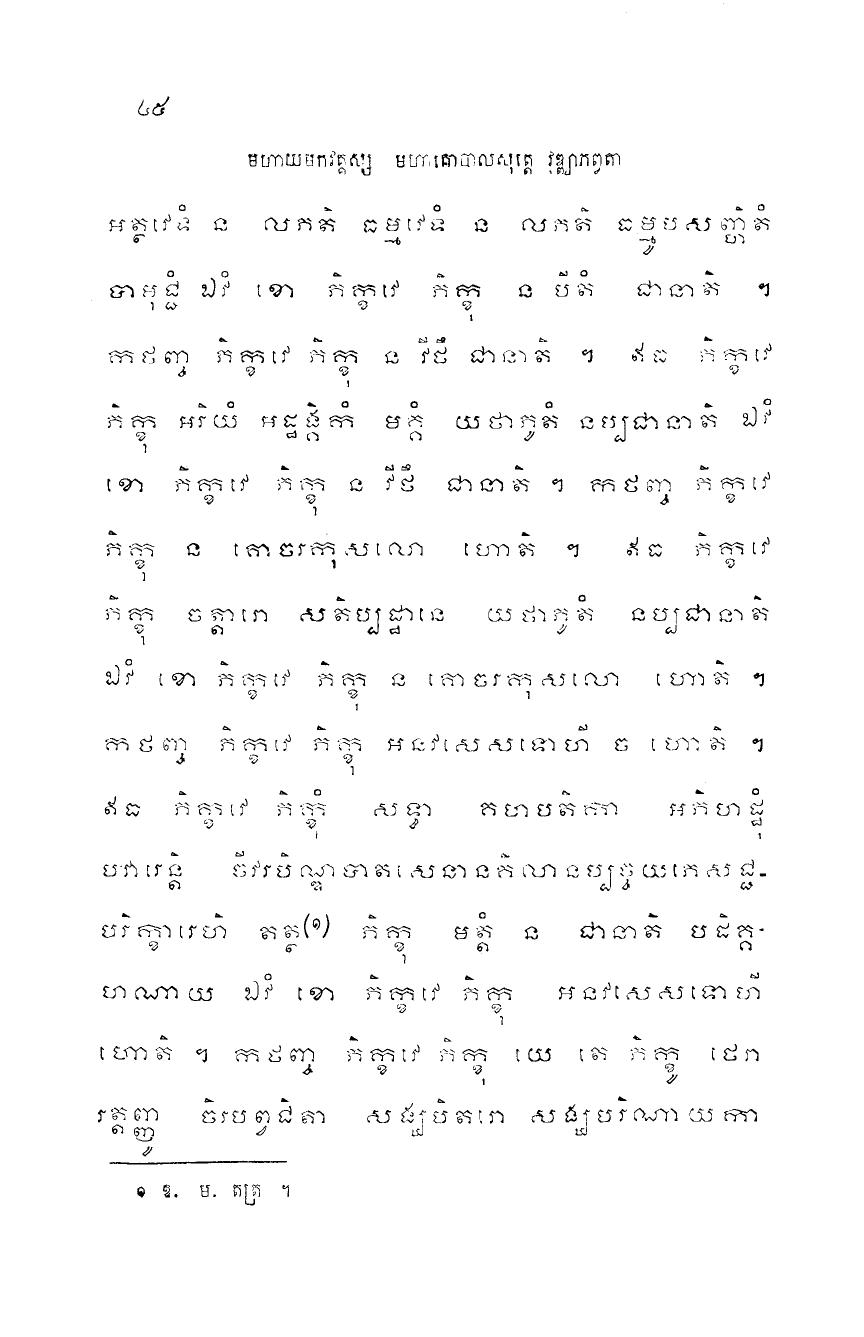 ៤៥
មហាយមកវគ្គស្ស មហាគោបាលសុត្តេ វុឌ្ឍាភព្វតា
អត្ថវេទំ ន លភតិ ធម្មវេទំ ន លភតិ ធម្មូបសញ្ហិតំ
បាមុជ្ជំ ឯវំ ខោ ភិក្ខវេ ភិក្ខុ ន បីតំ ជានាតិ ។
កថញ្ច ភិក្ខវេ ភិក្ខុ ន វីថឹ ជានាតិ ។ ឥធ ភិក្ខវេ
ភិក្ខុ អរិយំ អដ្ឋង្គិកំ មគ្គំ យថាភូតំ នប្បជានាតិ ឯវំ
ខោ ភិក្ខវេ ភិក្ខុ ន វីថឹ ជានាតិ ។ កថញ្ច ភិក្ខវេ
ភិក្ខុ ន គោចរកុសលោ ហោតិ ។ ឥធ ភិក្ខវេ
ភិក្ខុ ចត្តារោ សតិប្បដ្ឋានេ យថាភូតំ នប្បជានាតិ
ឯវំ ខោ ភិក្ខវេ ភិក្ខុ ន គោចរកុសលោ ហោតិ ។
កថញ្ច ភិក្ខវេ ភិក្ខុ អនវសេសទោហី ច ហោតិ ។
ឥធ ភិក្ខវេ ភិក្ខុំ សទ្ធា គហបតិកា អភិហដ្ឋុំ
បវារេន្តិ ចីវរបិណ្ឌបាតសេនាសនគិលានប្បច្ចយភេសជ្ជ-
បរិក្ខារេហិ តត្ថ(១) ភិក្ខុ មត្តំ ន ជានាតិ បដិគ្គ-
ហណាយ ឯវំ ខោ ភិក្ខវេ ភិក្ខុ អនវសេសទោហី
ហោតិ ។ កថញ្ច ភិក្ខវេ ភិក្ខុ យេ តេ ភិក្ខូ ថេរា
រត្តញ្ញូ ចិរបព្វជិតា សង្ឃបិតរោ សង្ឃបរិណាយកា
១ ឱ. ម. តត្រ ។